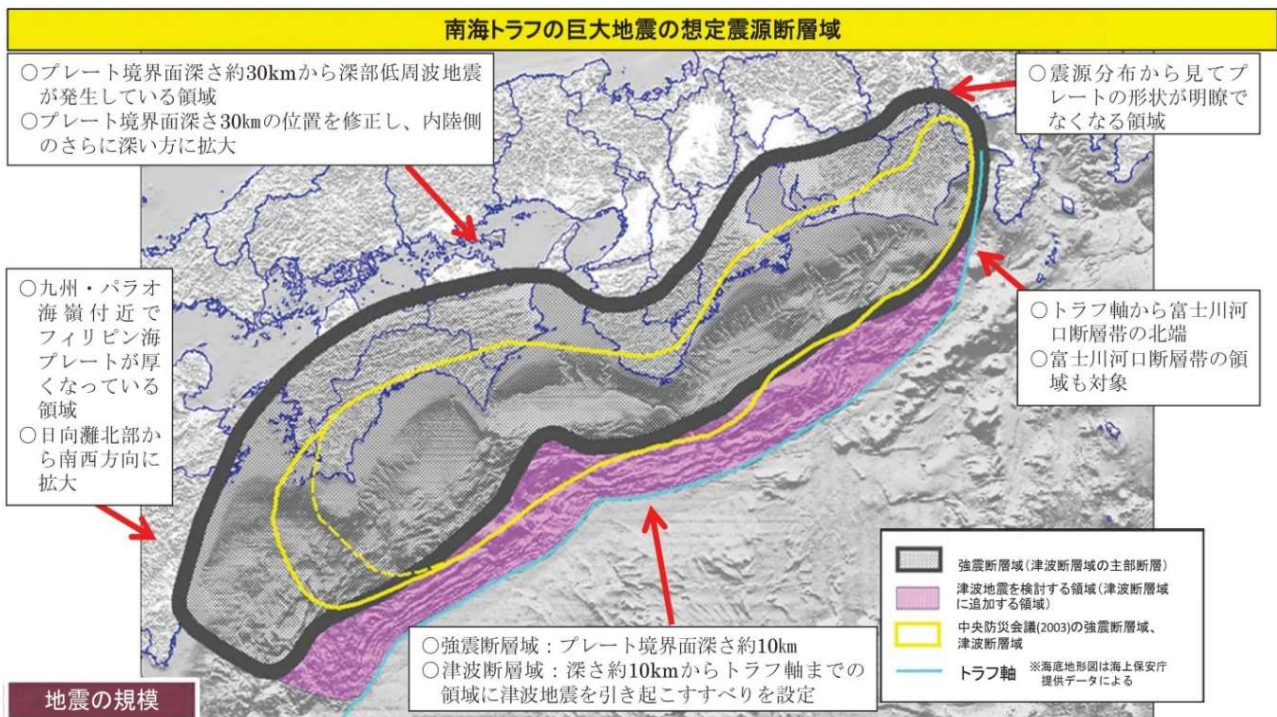 南海トラフの巨大地震の想定震源断層域
○プレート境界面深さ約30kmから深部低周波地震
が発生している領域
○プレート境界面深さ30kmの位置を修正し、内陸側
のさらに深い方に拡大
○震源分布から見てプ
レートの形状が明瞭で
なくなる領域
○九州・パラオ
海嶺付近で
フィリピン海
プレートが厚
くなっている
領域
○日向灘北部か
ら南西方向に
拡大
○トラフ軸から富士川河
口断層帯の北端
○富士川河口断層帯の領
域も対象
○強震断層域：プレート境界面深さ約10km
○津波断層域：深さ約10kmからトラフ軸までの
領域に津波地震を引き起こすすべりを設定
強震断層域(津波断層域の主部断層)
津波地震を検討する領域(津波断層域
に追加する領域)
中央防災会議(2003)の強震断層域、
津波断層域
トラフ軸 ※海底地形図は海上保安庁
提供データによる
地震の規模